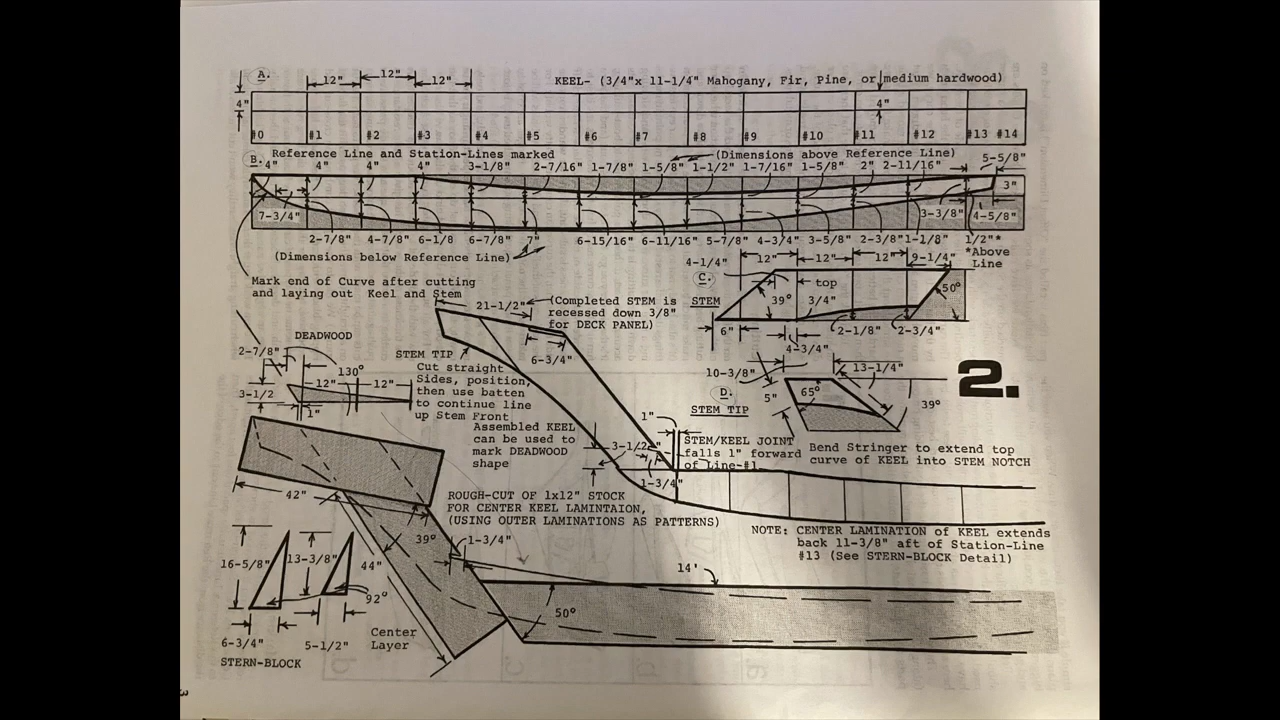 A.
12" 12" 12"
KEEL- (3/4"x 11-1/4" Mahogany, Fir, Pine, or medium hardwood)
4" 4"
#0 #1 #2 #3 #4 #5 #6 #7 #8 #9 #10 #11 #12 #13 #14
B. Reference Line and Station-Lines marked (Dimensions above Reference Line)
4" 4" 4" 4" 3-1/8" 2-7/16" 1-7/8" 1-5/8" 1-1/2" 1-7/16" 1-5/8" 2" 2-11/16" 5-5/8"
3"
7-3/4" 3-3/8" 4-5/8"
2-7/8" 4-7/8" 6-1/8 6-7/8" 7" 6-15/16" 6-11/16" 5-7/8" 4-3/4" 3-5/8" 2-3/8" 1-1/8" 1/2"*
(Dimensions below Reference Line)
*Above
Line
Mark end of Curve after cutting
and laying out Keel and Stem
C.
STEM
4-1/4" 12" 12" 12" 9-1/4"
top
39° 3/4" 50°
6" 2-1/8" 2-3/4"
4-3/4"
21-1/2"
(Completed STEM is
recessed down 3/8"
for DECK PANEL)
6-3/4"
DEADWOOD
2-7/8"
130°
12" 12"
3-1/2
1"
STEM TIP
Cut straight
Sides, position,
then use batten
to continue line
up Stem Front
Assembled KEEL
can be used to
mark DEADWOOD
shape
10-3/8" 13-1/4"
5" 65° 39°
D.
STEM TIP
2.
Bend Stringer to extend top
curve of KEEL into STEM NOTCH
1"
3-1/2"
1-3/4"
STEM/KEEL JOINT
falls 1" forward
of Line-#1
42"
ROUGH-CUT OF 1x12" STOCK
FOR CENTER KEEL LAMINTAION,
(USING OUTER LAMINATIONS AS PATTERNS)
NOTE: CENTER LAMINATION of KEEL extends
back 11-3/8" aft of Station-Line
#13 (See STERN-BLOCK Detail)
39° 1-3/4"
44"
14'
50°
Center
Layer
16-5/8" 13-3/8"
92°
6-3/4" 5-1/2"
STERN-BLOCK
3